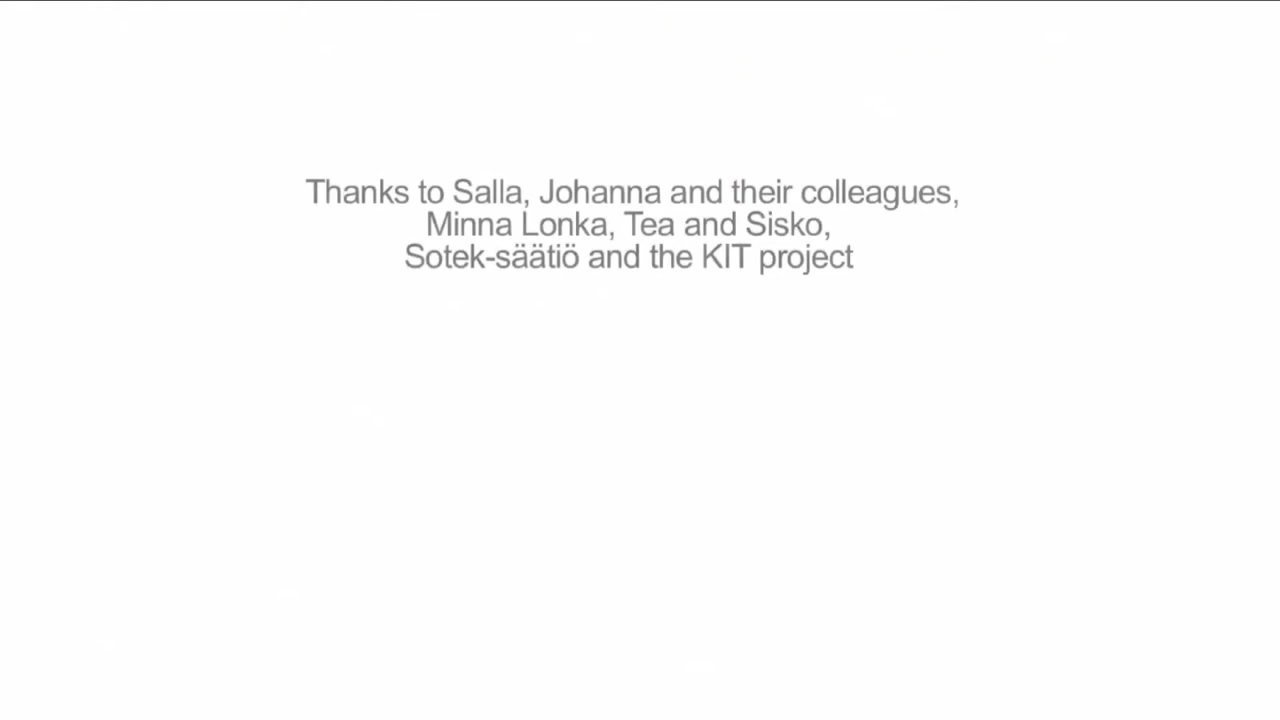 Thanks to Salla, Johanna and their colleagues,
Minna Lonka, Tea and Sisko,
Sotek-säätiö and the KIT project